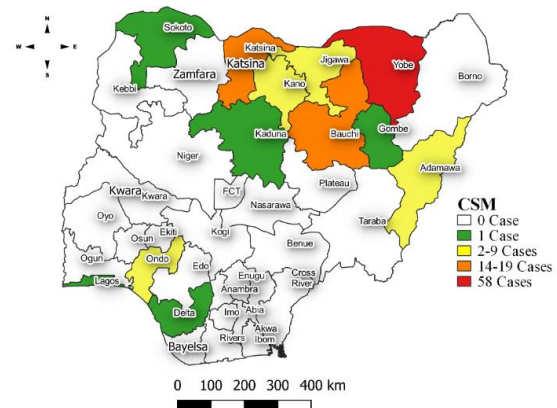 N
W E
S
Sokoto
Katsina
Jigawa
Zamfara
Katsina
Yobe
Borno
Kebbi
Kano
Kaduna
Bauchi
Gombe
Niger
Adamawa
Plateau
FCT
Kwara
Kwara
Nasarawa
Taraba
Oyo
Kogi
Osun
Ekiti
Benue
Ogun
Ondo
Edo
Enugu
Cross
River
Lagos
Anambra
Delta
Imo
Abia
Akwa
Ibom
Rivers
Bayelsa
CSM
0 Case
1 Case
2-9 Cases
14-19 Cases
58 Cases
0 100 200 300 400 km